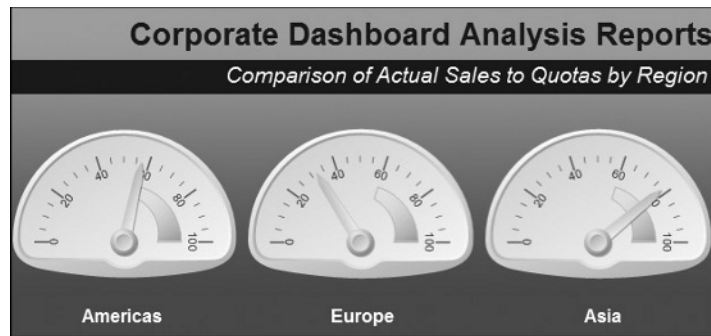 Corporate Dashboard Analysis Reports
Comparison of Actual Sales to Quotas by Region
0 20 40 80 100
0 20 40 60 80 100
0 20 40 60 100
Americas Europe Asia